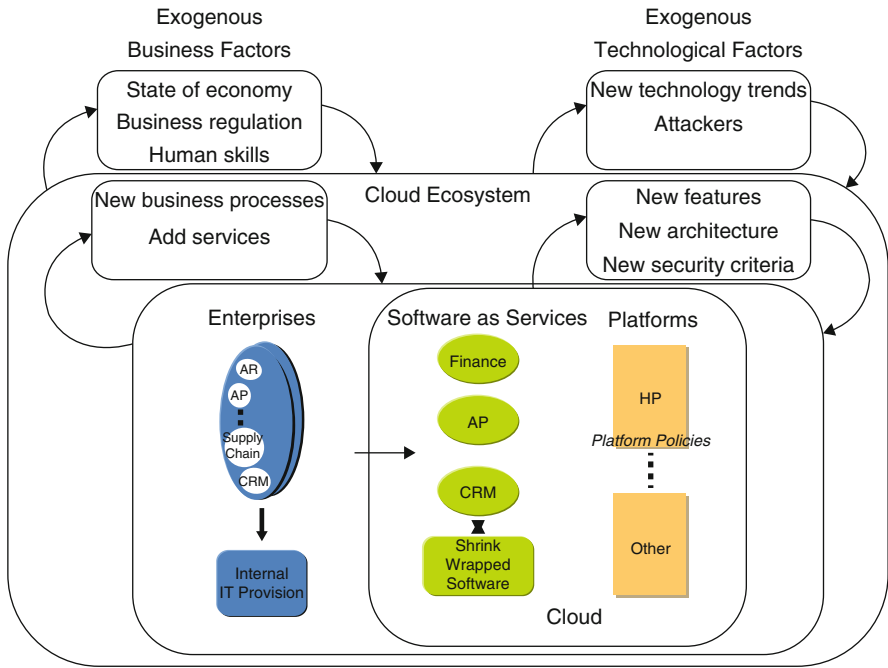 Exogenous
Business Factors
Exogenous
Technological Factors
State of economy
Business regulation
Human skills
New technology trends
Attackers
Cloud Ecosystem
New business processes
Add services
New features
New architecture
New security criteria
Enterprises
Software as Services
Platforms
AR
AP
Supply
Chain
CRM
Internal
IT Provision
Finance
AP
CRM
Shrink
Wrapped
Software
HP
Platform Policies
Other
Cloud